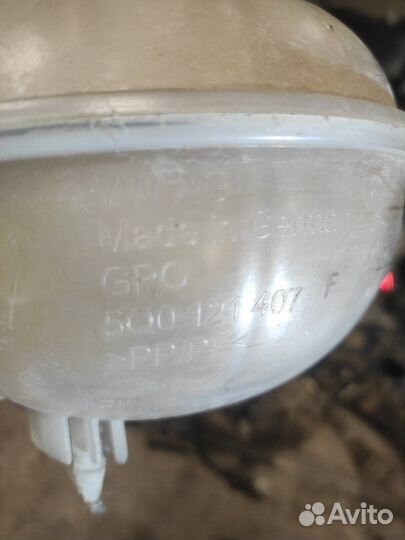 Made in Germany
GPO
5Q0 121 407 F
>PP/PE<
Avito